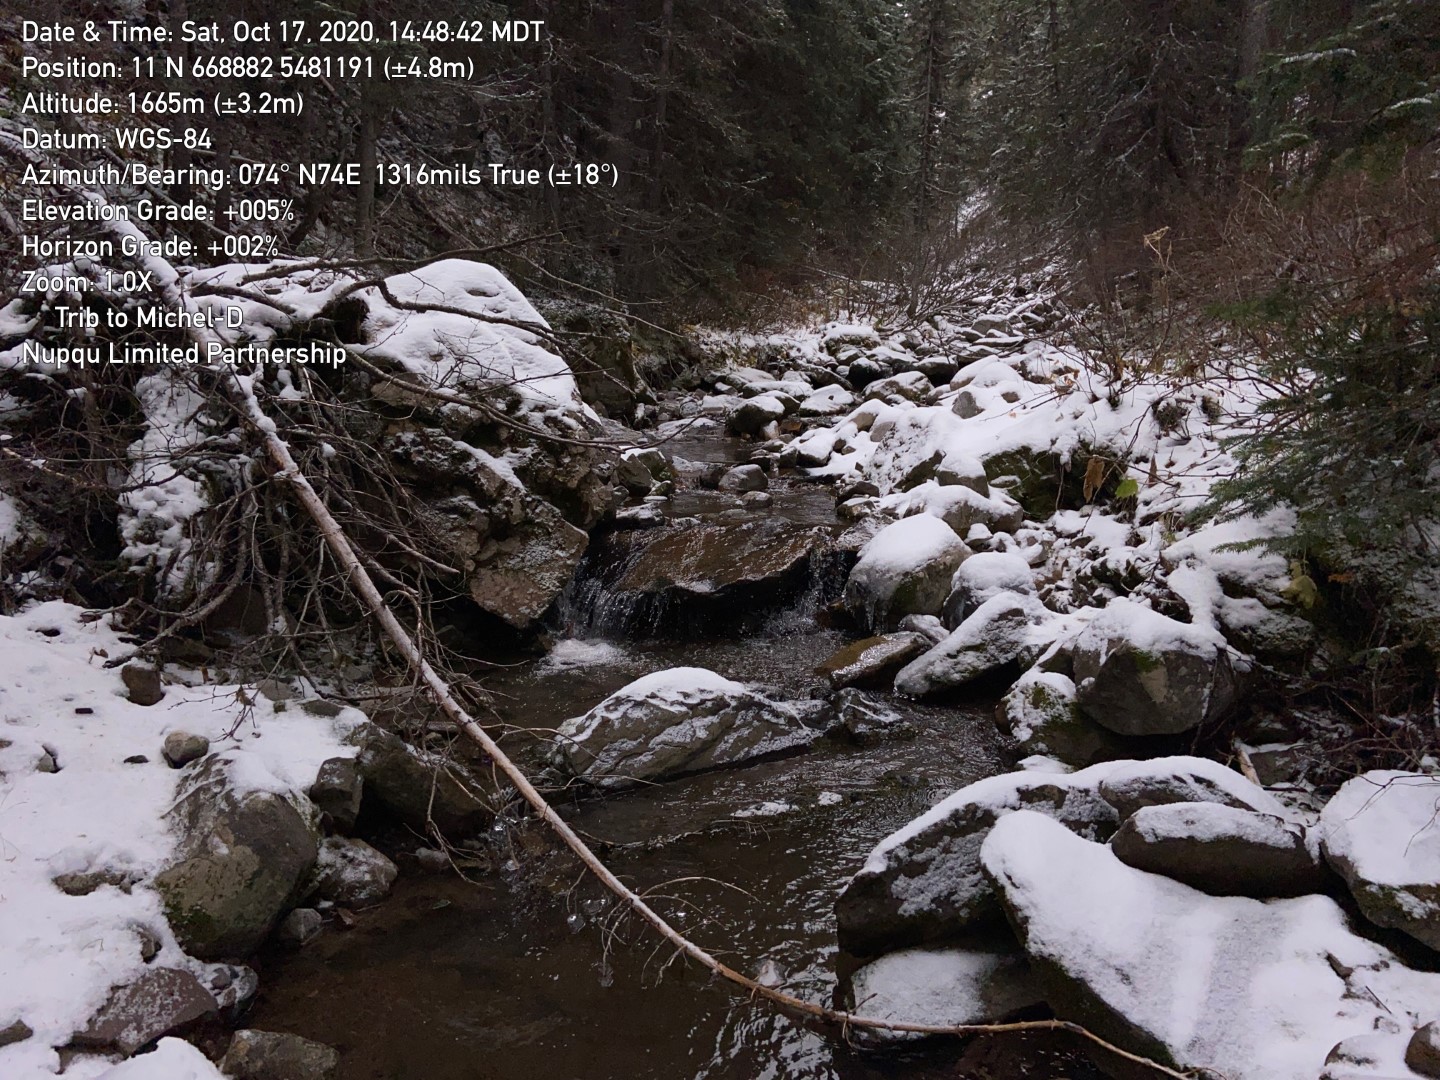 Date & Time: Sat, Oct 17, 2020, 14:48:42 MDT
Position: 11 N 668882 5481191 (±4.8m)
Altitude: 1665m (±3.2m)
Datum: WGS-84
Azimuth/Bearing: 074° N74E 1316mils True (±18°)
Elevation Grade: +005%
Horizon Grade: +002%
Zoom: 1.0X
Trib to Michel-D
Nupqu Limited Partnership